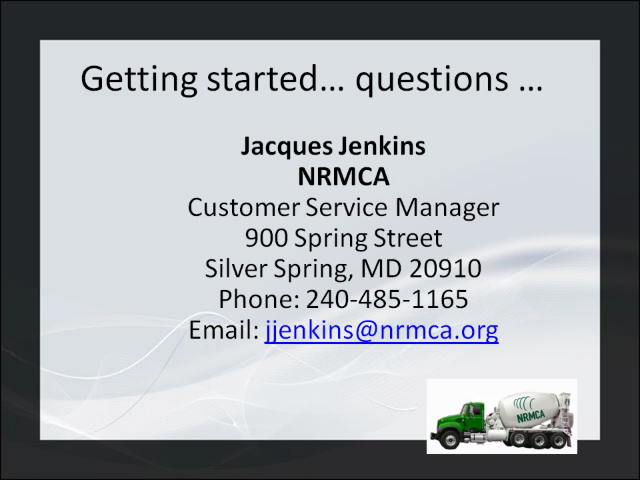 Getting started… questions …
Jacques Jenkins
NRMCA
Customer Service Manager
900 Spring Street
Silver Spring, MD 20910
Phone: 240-485-1165
Email: jjenkins@nrmca.org
NRMCA